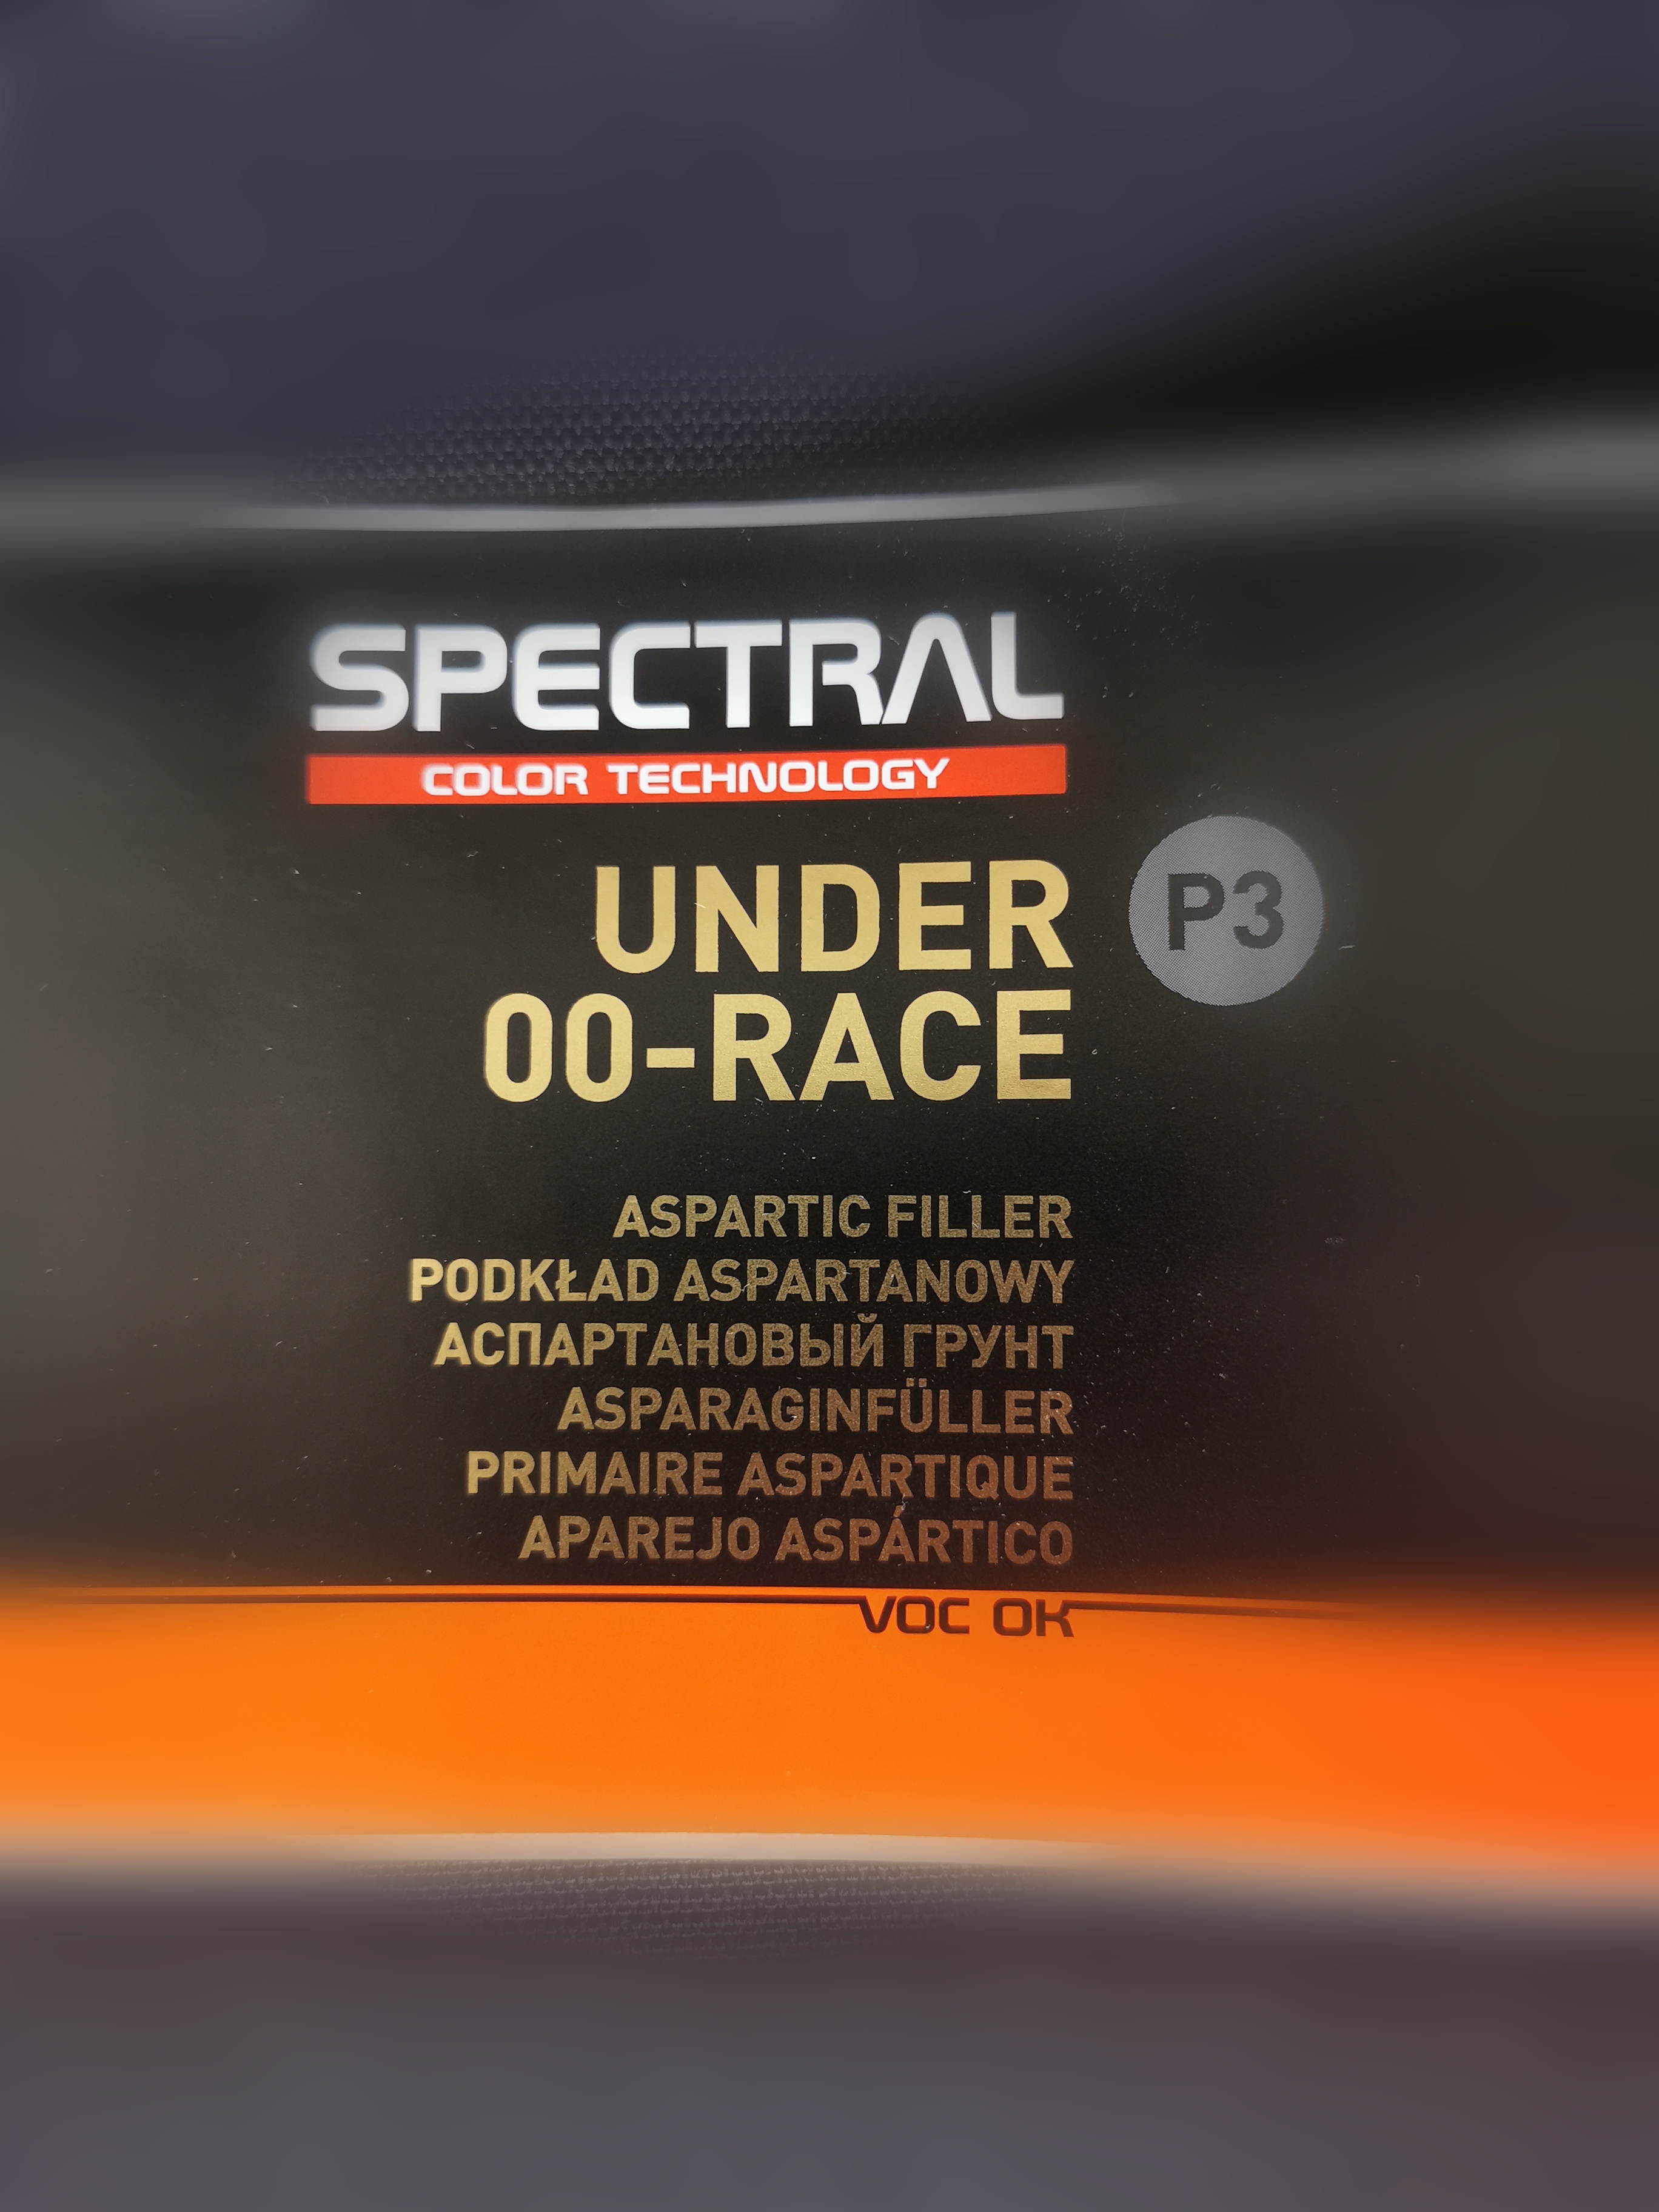 SPECTRAL
COLOR TECHNOLOGY
UNDER
P3
00-RACE
ASPARTIC FILLER
PODKŁAD ASPARTANOWY
АСПАРТАНОВЫЙ ГРУНТ
ASPARAGINFÜLLER
PRIMAIRE ASPARTIQUE
APAREJO ASPÁRTICO
VOC OK